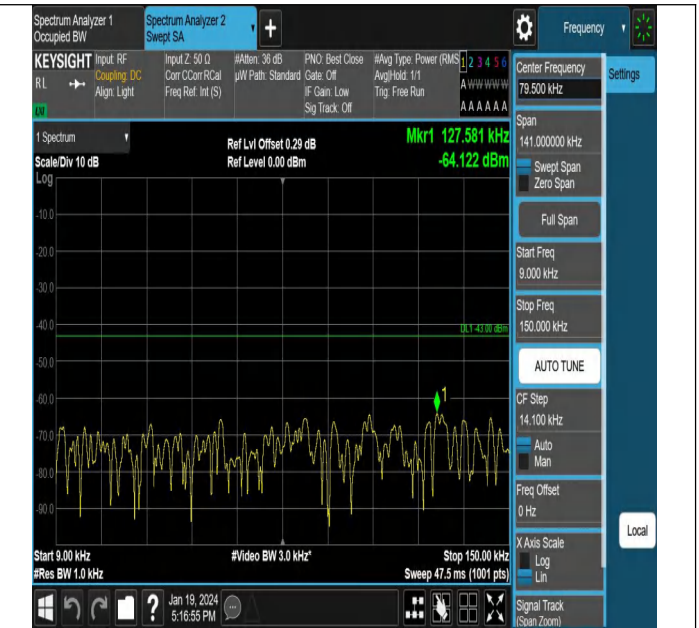 Spectrum Analyzer 1
Occupied BW
Spectrum Analyzer 2
Swept SA
+
Frequency
KEYSIGHT
RL
Input: RF
Coupling: DC
Align: Light
Input Z: 50 Ω
Corr CCorr RCal
Freq Ref: Int (S)
#Atten: 36 dB
µW Path: Standard
PNO: Best Close
Gate: Off
IF Gain: Low
Sig Track: Off
#Avg Type: Power (RMS
Avg|Hold: 1/1
Trig: Free Run
1 2 3 4 5 6
A W W W W W
A A A A A A
1 Spectrum
Scale/Div 10 dB
Log
Ref Lvl Offset 0.29 dB
Ref Level 0.00 dBm
Mkr1 127.581 kHz
-64.122 dBm
-10.0
-20.0
-30.0
-40.0
DL1 -43.00 dBm
-50.0
-60.0
1
-70.0
-80.0
-90.0
Start 9.00 kHz
#Video BW 3.0 kHz*
Stop 150.00 kHz
#Res BW 1.0 kHz
Sweep 47.5 ms (1001 pts)
?
Jan 19, 2024
5:16:55 PM
Center Frequency
79.500 kHz
Settings
Span
141.000000 kHz
Swept Span
Zero Span
Full Span
Start Freq
9.000 kHz
Stop Freq
150.000 kHz
AUTO TUNE
CF Step
14.100 kHz
Auto
Man
Freq Offset
0 Hz
X Axis Scale
Log
Lin
Local
Signal Track
(Span Zoom)